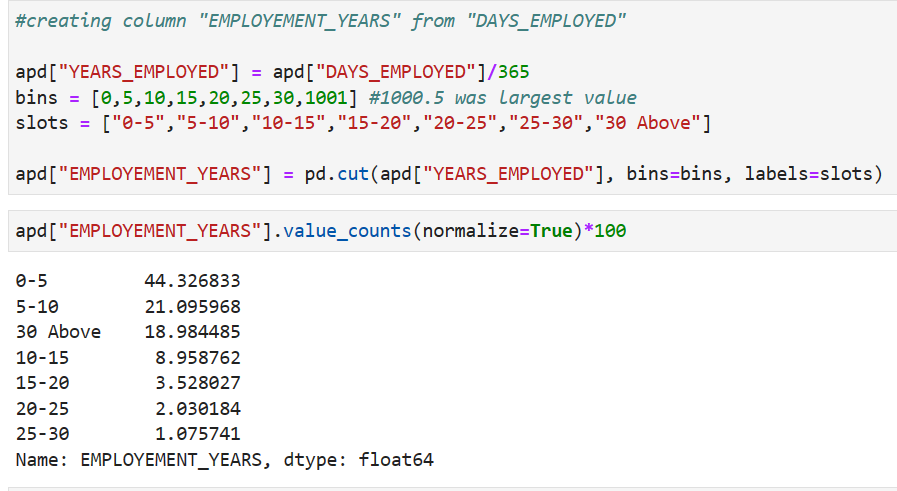 #creating column "EMPLOYEMENT_YEARS" from "DAYS_EMPLOYED"
apd["YEARS_EMPLOYED"] = apd["DAYS_EMPLOYED"]/365
bins = [0,5,10,15,20,25,30,1001] #1000.5 was largest value
slots = ["0-5","5-10","10-15","15-20","20-25","25-30","30 Above"]
apd["EMPLOYEMENT_YEARS"] = pd.cut(apd["YEARS_EMPLOYED"], bins=bins, labels=slots)
apd["EMPLOYEMENT_YEARS"].value_counts(normalize=True)*100
0-5 44.326833
5-10 21.095968
30 Above 18.984485
10-15 8.958762
15-20 3.528027
20-25 2.030184
25-30 1.075741
Name: EMPLOYEMENT_YEARS, dtype: float64